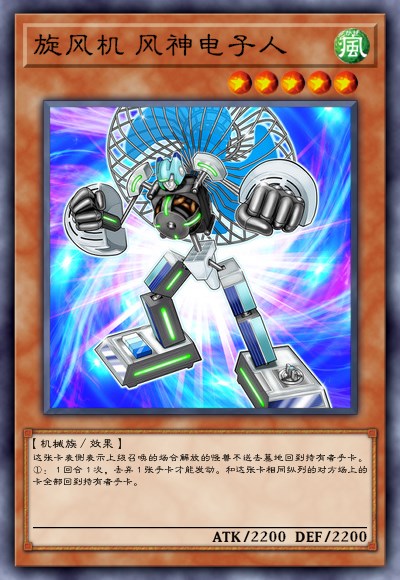 旋风机 风神电子人
風
【机械族/效果】
这张卡表侧表示上级召唤的场合解放的怪兽不送去墓地回到持有者手卡。
①：1回合1次，丢弃1张手卡才能发动。和这张卡相同纵列的对方场上的
卡全部回到持有者手卡。
ATK/2200 DEF/2200